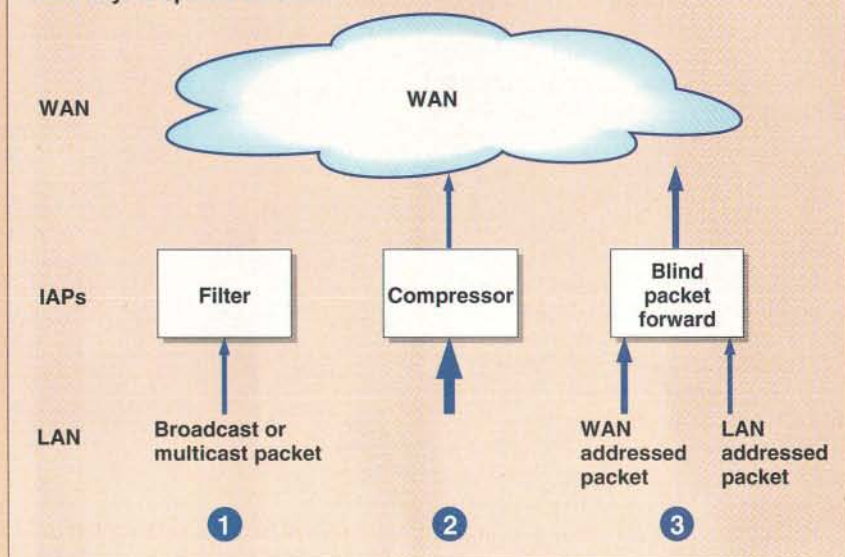 WAN
WAN
IAPs
Filter
Compressor
Blind
packet
forward
LAN
Broadcast or
multicast packet
WAN
addressed
packet
LAN
addressed
packet
1
2
3